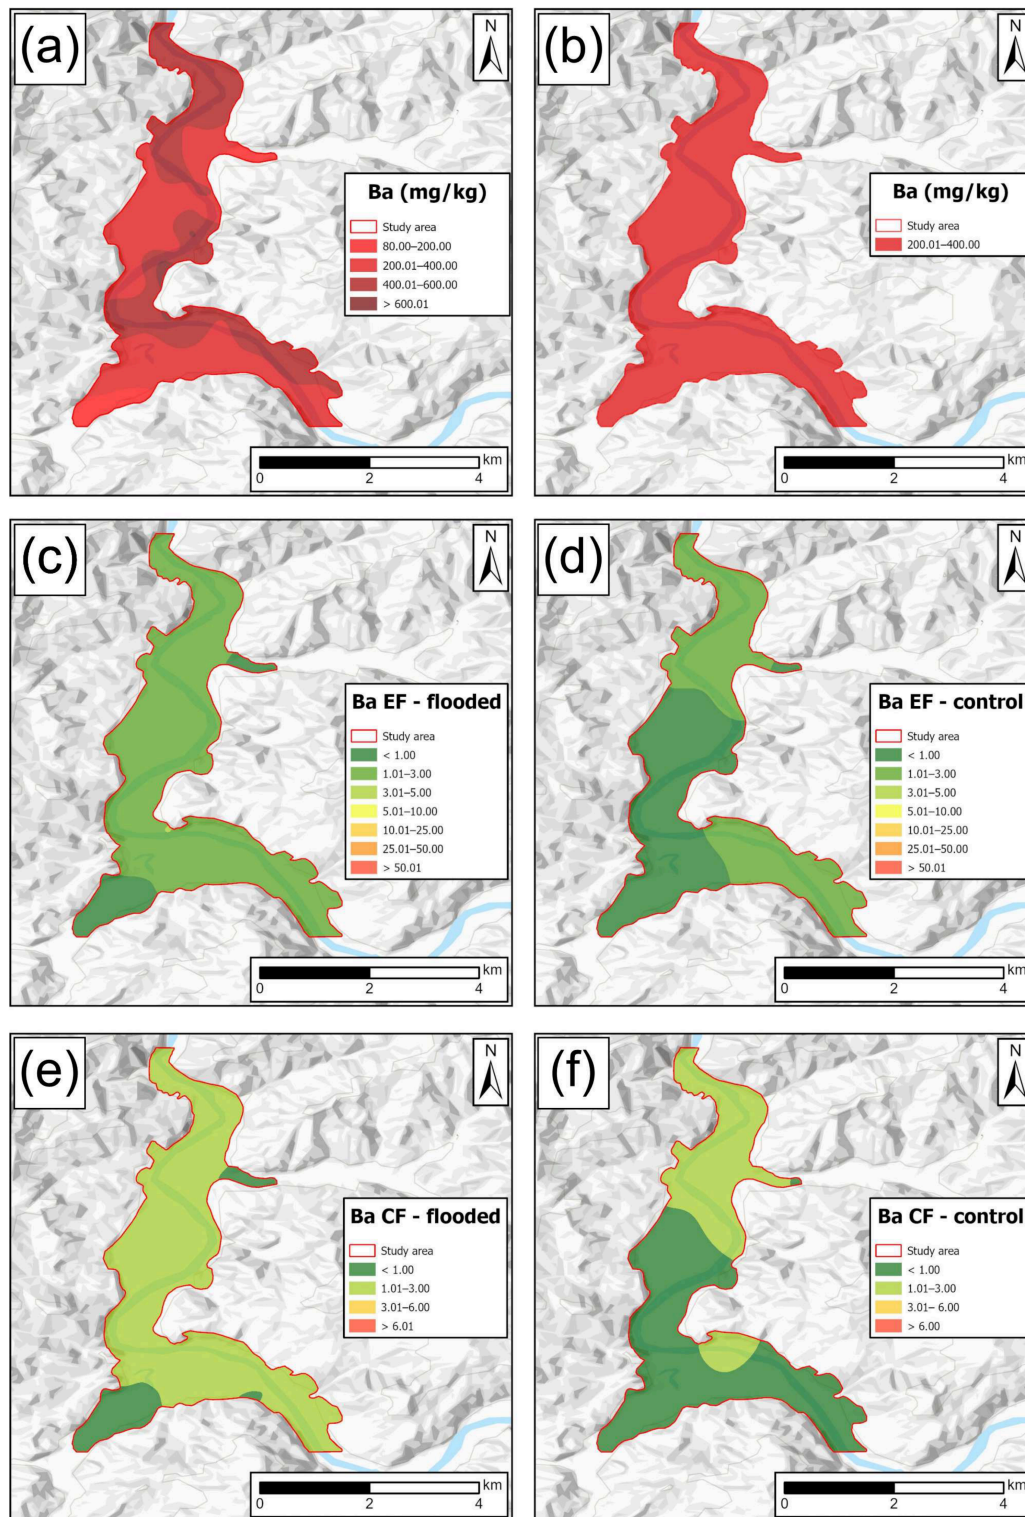 (a)
N
Ba (mg/kg)
Study area
80.00–200.00
200.01–400.00
400.01–600.00
> 600.01
km
0 2 4
(b)
N
Ba (mg/kg)
Study area
200.01–400.00
km
0 2 4
(c)
N
Ba EF - flooded
Study area
< 1.00
1.01–3.00
3.01–5.00
5.01–10.00
10.01–25.00
25.01–50.00
> 50.01
km
0 2 4
(d)
N
Ba EF - control
Study area
< 1.00
1.01–3.00
3.01–5.00
5.01–10.00
10.01–25.00
25.01–50.00
> 50.01
km
0 2 4
(e)
N
Ba CF - flooded
Study area
< 1.00
1.01–3.00
3.01–6.00
> 6.01
km
0 2 4
(f)
N
Ba CF - control
Study area
< 1.00
1.01–3.00
3.01– 6.00
> 6.00
km
0 2 4